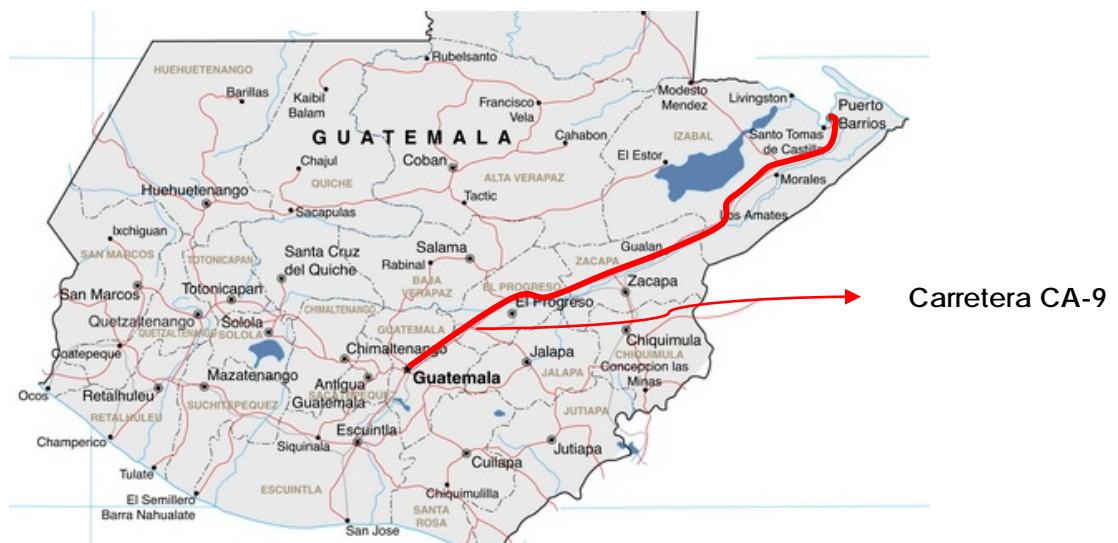 Rubelsanto
HUEHUETENANGO
Barillas
Kaibil
Balam
Francisco
Vela
Modesto
Mendez
Livingston
Puerto
Barrios
GUATEMALA
Cahabon
IZABAL
Santo Tomas
de Castilla
Chajul
Coban
El Estor
QUICHE
ALTA VERAPAZ
Morales
Huehuetenango
Tactic
Sacapulas
Los Amates
Ixchiguan
SAN MARCOS
TOTONICAPAN
Santa Cruz
del Quiche
Salama
Rabinal
BAJA
VERAPAZ
Gualan
ZACAPA
Zacapa
San Marcos
Totonicapan
EL PROGRESO
El Progreso
Carretera CA-9
CHIMALTENANGO
Quetzaltenango
QUETZALTENANGO
Solola
SOLOLA
GUATEMALA
Chiquimula
CHIQUIMULA
Coatepeque
Chimaltenango
Jalapa
JALAPA
Concepcion las
Minas
Mazatenango
Antigua
Guatemala
SACATEPEQUEZ
Guatemala
Ocos
Retalhuleu
RETALHULEU
SUCHITEPEQUEZ
JUTIAPA
Champerico
Siquinala
Escuintla
Jutiapa
Cuilapa
Tulate
ESCUINTLA
Chiquimulilla
El Semillero
Barra Nahualate
SANTA
ROSA
San Jose